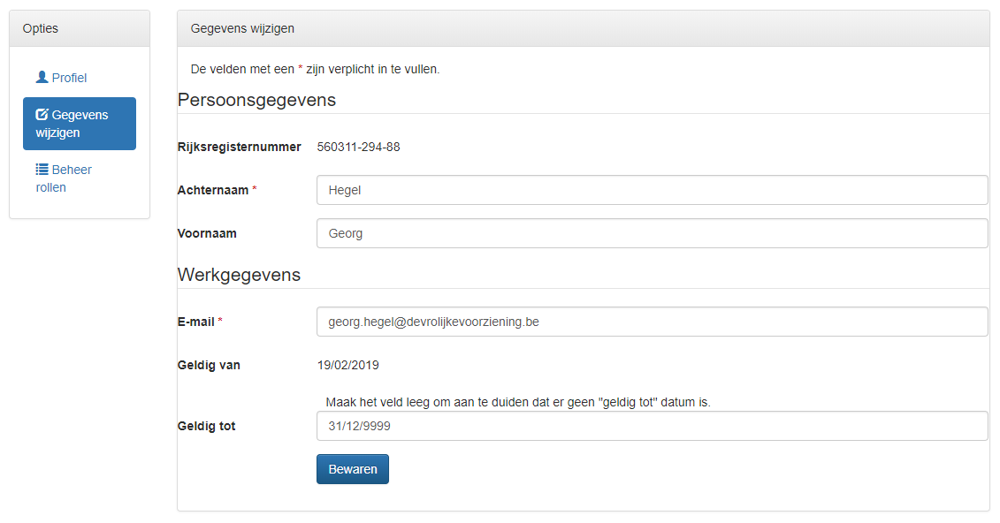 Opties
Profiel
Gegevens
wijzigen
Beheer
rollen
Gegevens wijzigen
De velden met een * zijn verplicht in te vullen.
Persoonsgegevens
Rijksregisternummer 560311-294-88
Achternaam * Hegel
Voornaam Georg
Werkgegevens
E-mail * georg.hegel@devrolijkevoorziening.be
Geldig van 19/02/2019
Maak het veld leeg om aan te duiden dat er geen "geldig tot" datum is.
Geldig tot 31/12/9999
Bewaren